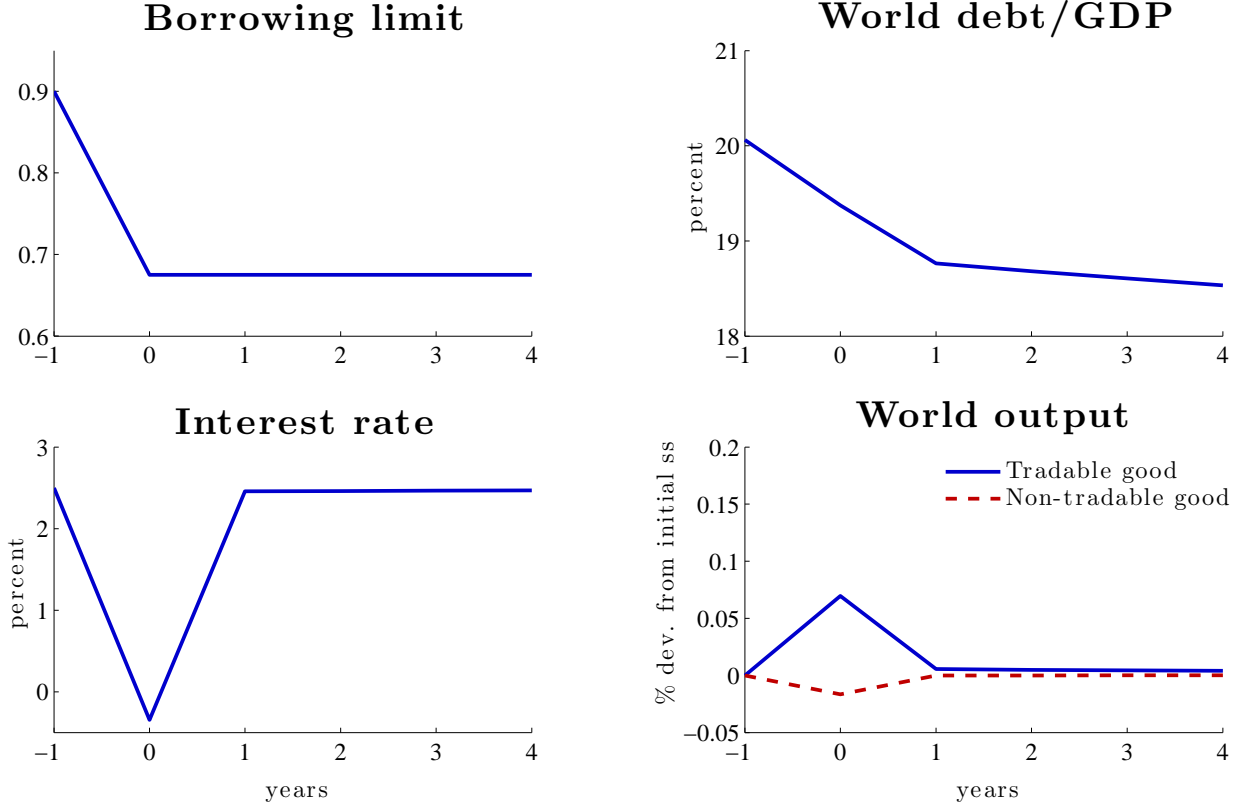 Borrowing limit
0.9
0.8
0.7
0.6
−1 0 1 2 3 4
World debt/GDP
percent
21
20
19
18
−1 0 1 2 3 4
Interest rate
percent
3
2
1
0
−1 0 1 2 3 4
years
World output
% dev. from initial ss
0.2
0.15
0.1
0.05
0
−0.05
Tradable good
Non-tradable good
−1 0 1 2 3 4
years